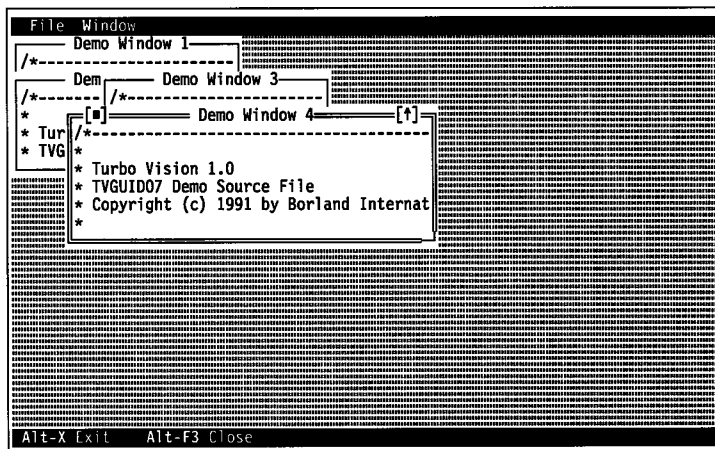 File Window
Demo Window 1
/*-----------------------
Dem
Demo Window 3
/*------
/*-----------------------
*
* Tur
* TVG
[■]
Demo Window 4
[↑]
/*----------------------------------------
*
* Turbo Vision 1.0
* TVGUID07 Demo Source File
* Copyright (c) 1991 by Borland Internat
*
Alt-X Exit Alt-F3 Close